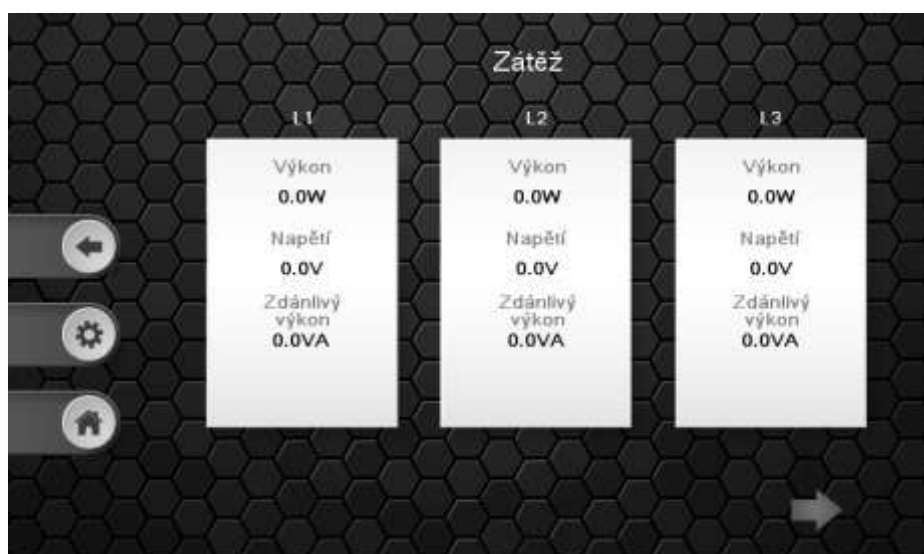 Zátěž
L1
Výkon
0.0W
Napětí
0.0V
Zdánlivý
výkon
0.0VA
L2
Výkon
0.0W
Napětí
0.0V
Zdánlivý
výkon
0.0VA
L3
Výkon
0.0W
Napětí
0.0V
Zdánlivý
výkon
0.0VA